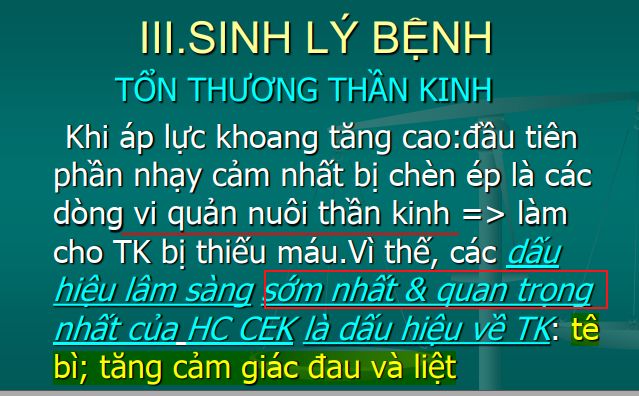 III.SINH LÝ BỆNH
TỔN THƯƠNG THẦN KINH
Khi áp lực khoang tăng cao:đầu tiên
phần nhạy cảm nhất bị chèn ép là các
dòng vi quản nuôi thần kinh => làm
cho TK bị thiếu máu.Vì thế, các dấu
hiệu lâm sàng sớm nhất & quan trọng
nhất của HC CEK là dấu hiệu về TK: tê
bì; tăng cảm giác đau và liệt